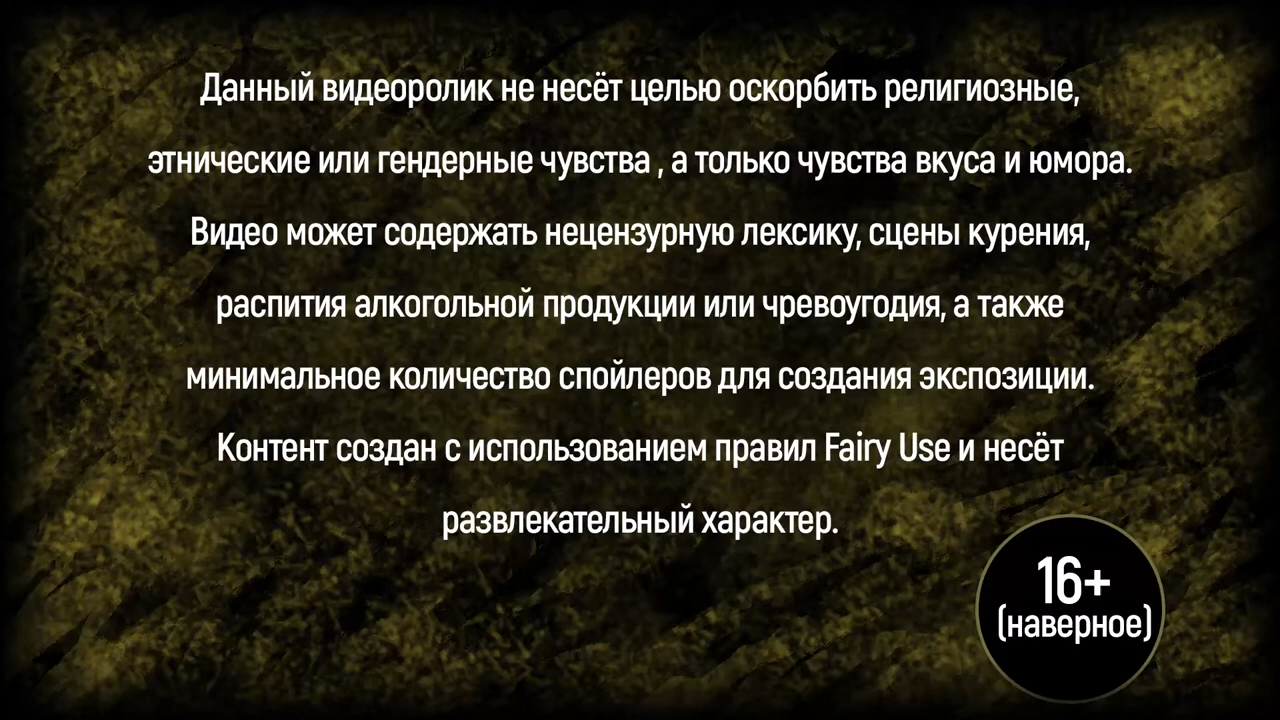 Данный видеоролик не несёт целью оскорбить религиозные,
этнические или гендерные чувства , а только чувства вкуса и юмора.
Видео может содержать нецензурную лексику, сцены курения,
распития алкогольной продукции или чревоугодия, а также
минимальное количество спойлеров для создания экспозиции.
Контент создан с использованием правил Fairy Use и несёт
развлекательный характер.
16+
(наверное)